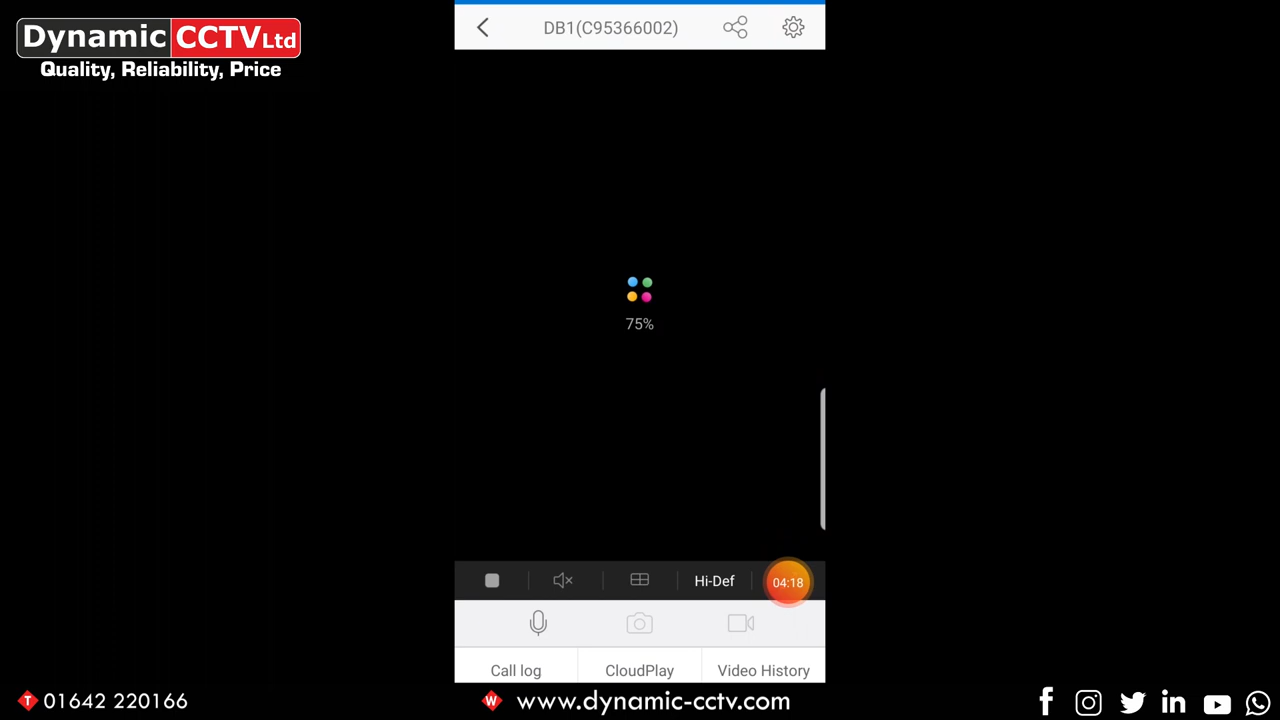 Dynamic CCTV Ltd
Quality, Reliability, Price
DB1(C95366002)
75%
Hi-Def
04:18
Call log
CloudPlay
Video History
T 01642 220166
W www.dynamic-cctv.com